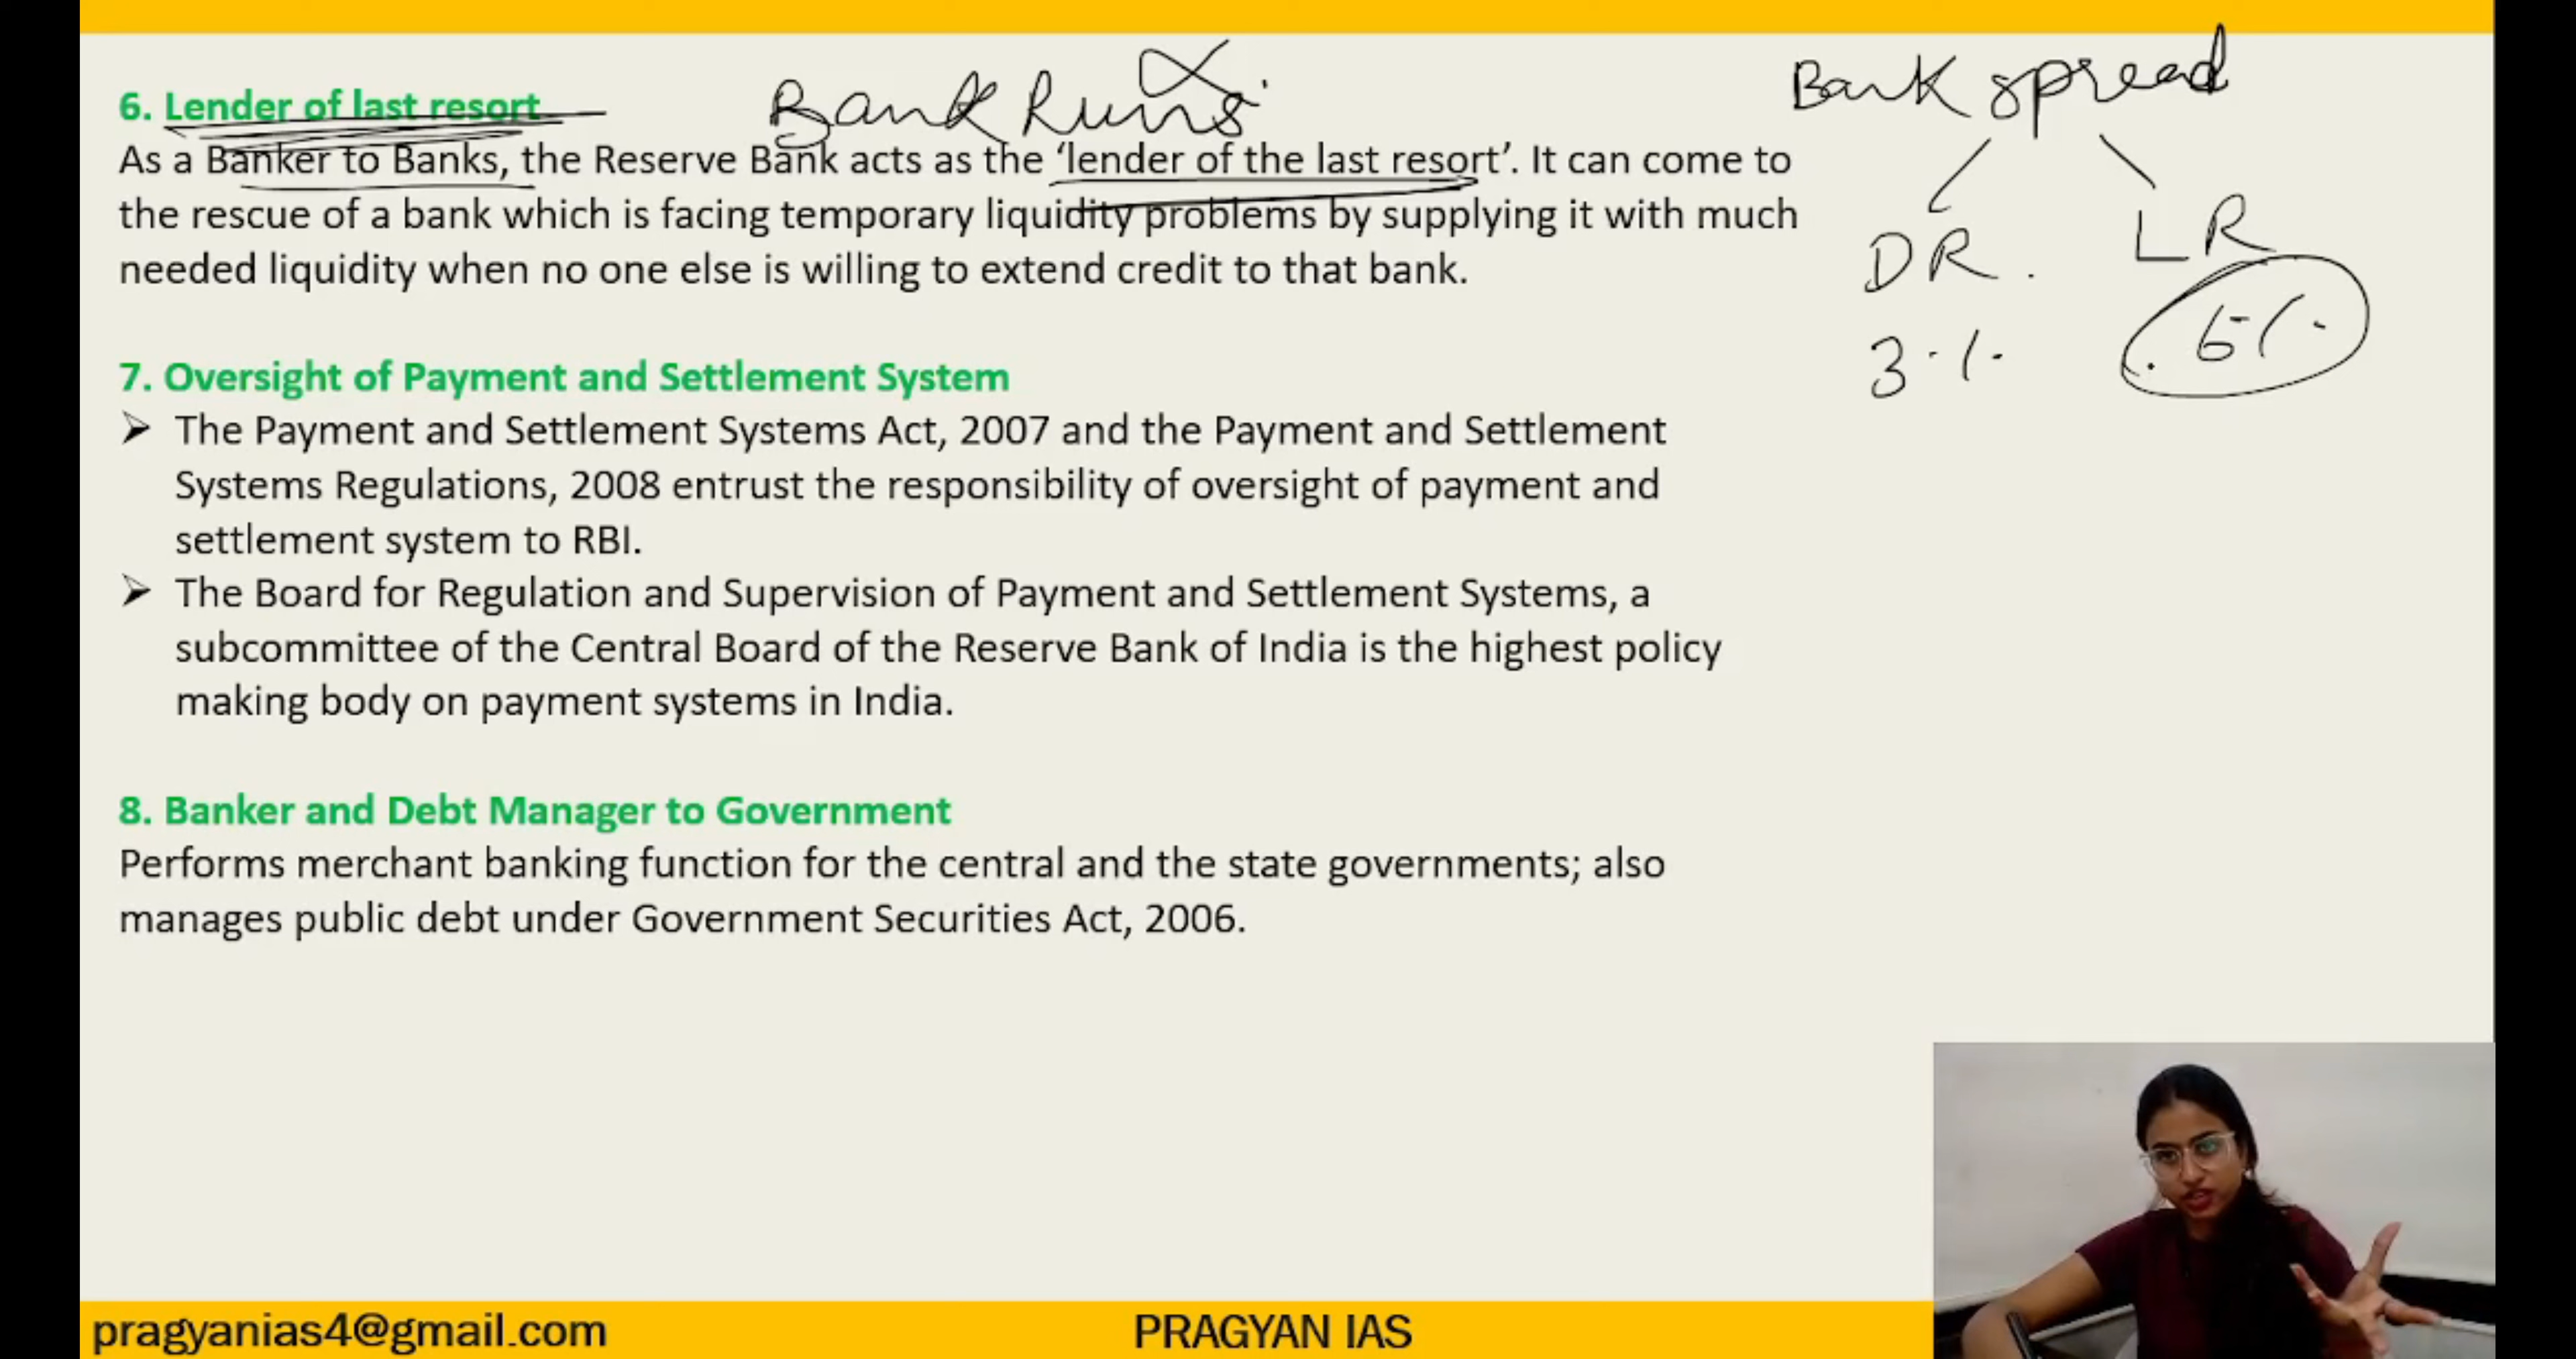 6. Lender of last resort
Bank Runs
Bank spread
As a Banker to Banks, the Reserve Bank acts as the ‘lender of the last resort’. It can come to
the rescue of a bank which is facing temporary liquidity problems by supplying it with much
needed liquidity when no one else is willing to extend credit to that bank.
DR. LR
3% 6%
7. Oversight of Payment and Settlement System
➤ The Payment and Settlement Systems Act, 2007 and the Payment and Settlement
Systems Regulations, 2008 entrust the responsibility of oversight of payment and
settlement system to RBI.
➤ The Board for Regulation and Supervision of Payment and Settlement Systems, a
subcommittee of the Central Board of the Reserve Bank of India is the highest policy
making body on payment systems in India.
8. Banker and Debt Manager to Government
Performs merchant banking function for the central and the state governments; also
manages public debt under Government Securities Act, 2006.
pragyanias4@gmail.com
PRAGYAN IAS